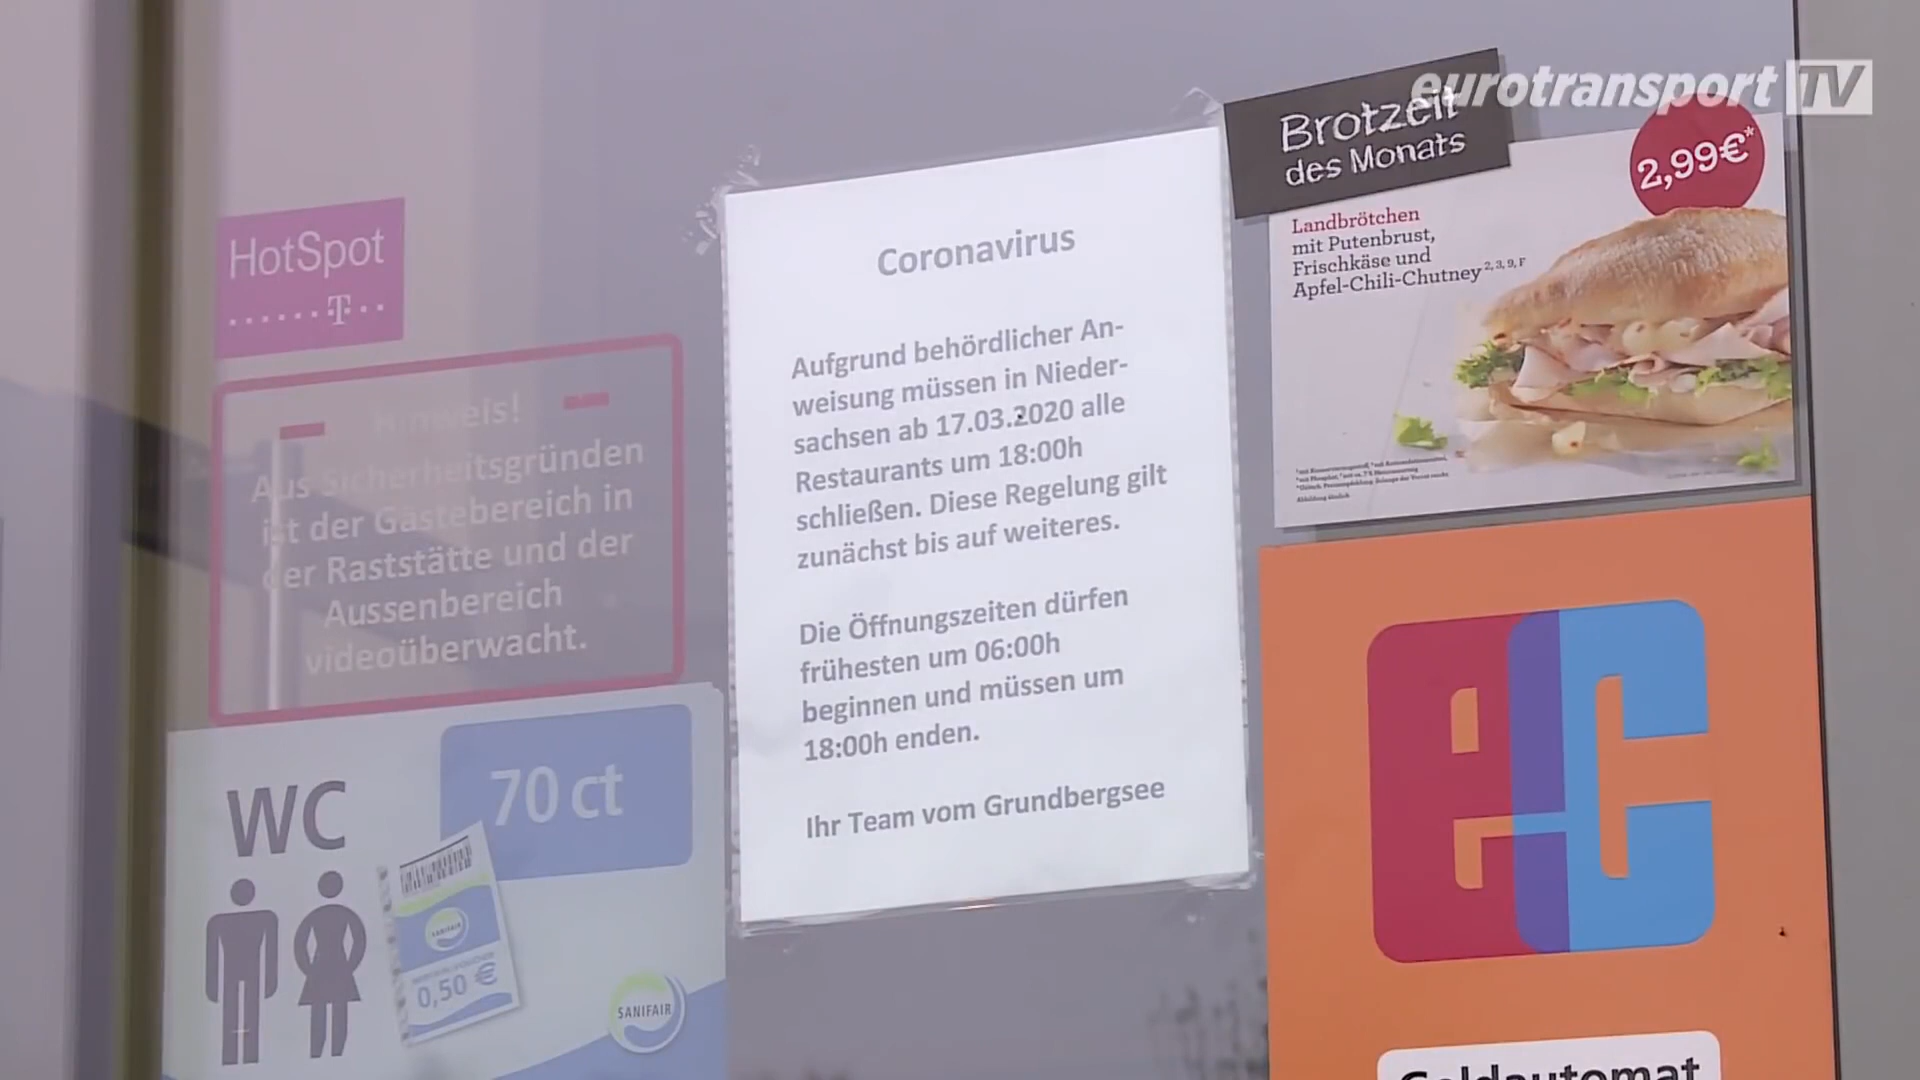 eurotransport TV
HotSpot
T
Hinweis!
Aus Sicherheitsgründen
ist der Gästebereich in
der Raststätte und der
Aussenbereich
videoüberwacht.
WC
70 ct
SANIFAIR
0,50 €
SANIFAIR
Coronavirus
Aufgrund behördlicher An-
weisung müssen in Nieder-
sachsen ab 17.03.2020 alle
Restaurants um 18:00h
schließen. Diese Regelung gilt
zunächst bis auf weiteres.
Die Öffnungszeiten dürfen
frühesten um 06:00h
beginnen und müssen um
18:00h enden.
Ihr Team vom Grundbergsee
Brotzeit
des Monats
2,99€*
Landbrötchen
mit Putenbrust,
Frischkäse und
Apfel-Chili-Chutney 2, 3, 9, F
Abbildung ähnlich
ec
Geldautomat